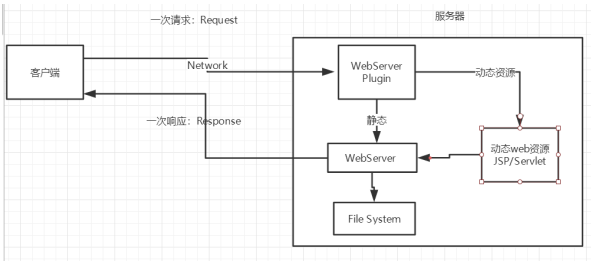 一次请求：Request
服务器
客户端
Network
WebServer
Plugin
动态资源
一次响应：Response
静态
WebServer
动态web资源
JSP/Servlet
File System